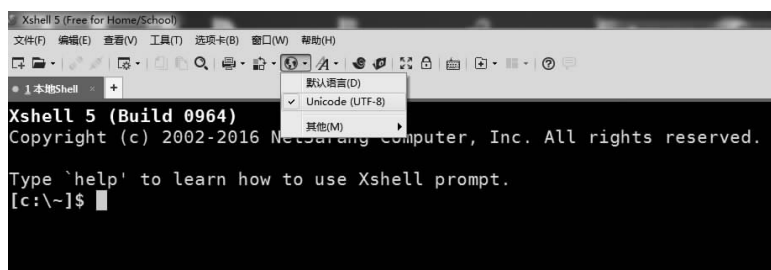 Xshell 5 (Free for Home/School)
文件(F) 编辑(E) 查看(V) 工具(T) 选项卡(B) 窗口(W) 帮助(H)
1 本地Shell × +
默认语言(D)
✓ Unicode (UTF-8)
其他(M)
Xshell 5 (Build 0964)
Copyright (c) 2002-2016 NetSarang Computer, Inc. All rights reserved.
Type `help' to learn how to use Xshell prompt.
[c:\~]$